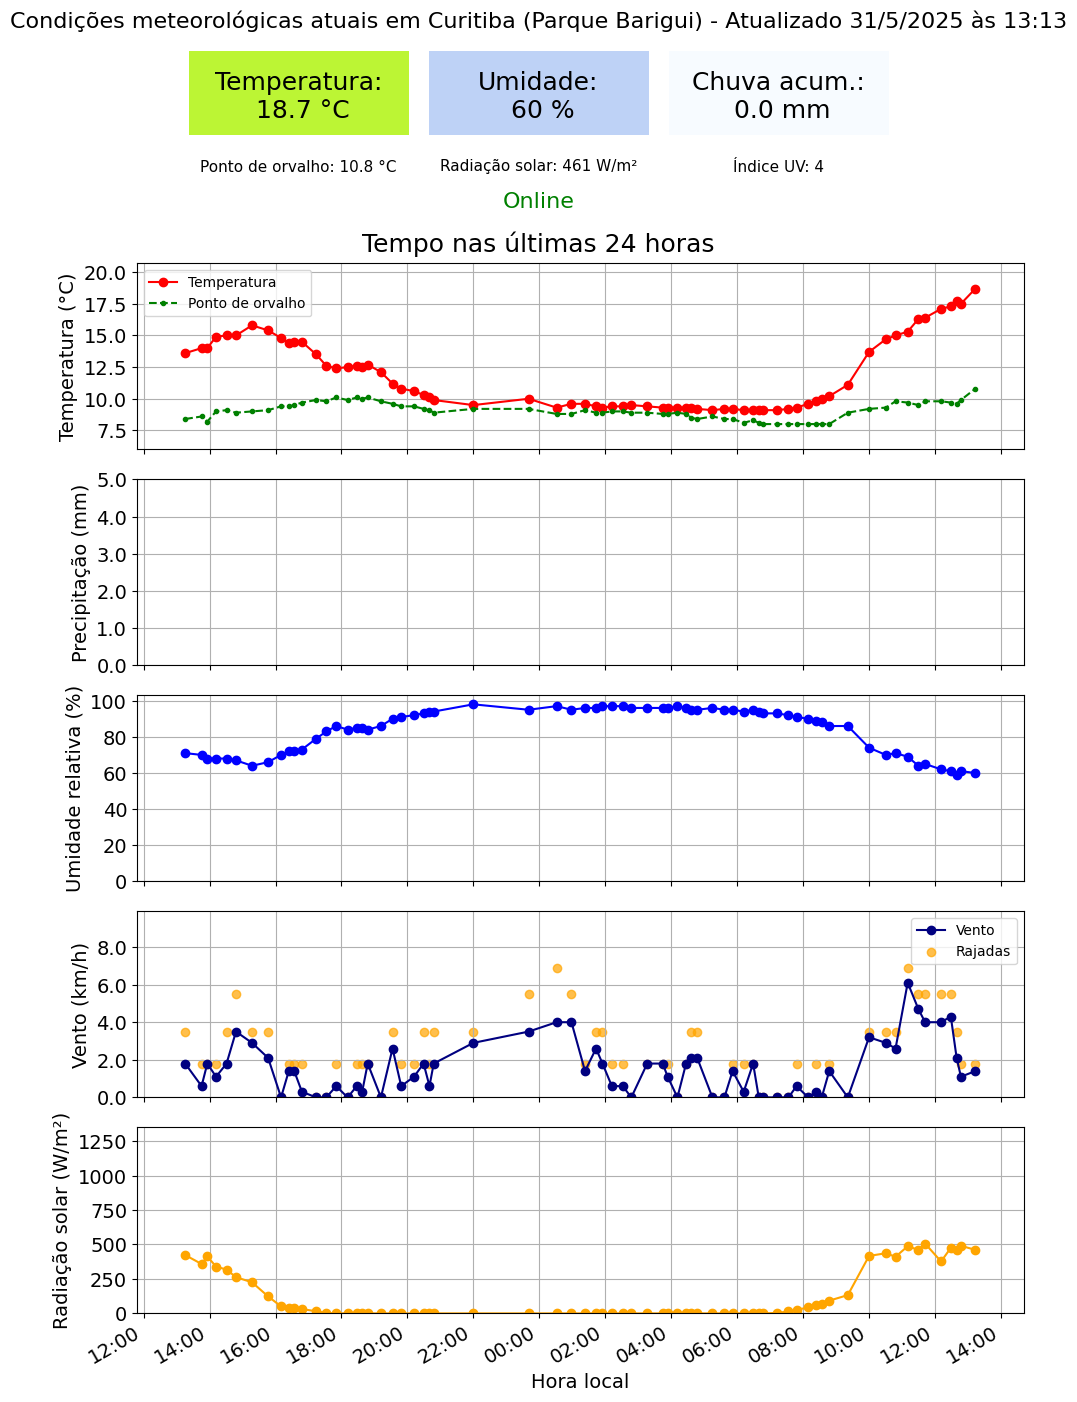 Condições meteorológicas atuais em Curitiba (Parque Barigui) - Atualizado 31/5/2025 às 13:13
Temperatura:
18.7 °C
Umidade:
60 %
Chuva acum.:
0.0 mm
Ponto de orvalho: 10.8 °C
Radiação solar: 461 W/m²
Índice UV: 4
Online
Tempo nas últimas 24 horas
Temperatura (°C)
20.0
17.5
15.0
12.5
10.0
7.5
Temperatura
Ponto de orvalho
Precipitação (mm)
5.0
4.0
3.0
2.0
1.0
0.0
Umidade relativa (%)
100
80
60
40
20
0
Vento (km/h)
8.0
6.0
4.0
2.0
0.0
Vento
Rajadas
Radiação solar (W/m²)
1250
1000
750
500
250
0
12:00 14:00 16:00 18:00 20:00 22:00 00:00 02:00 04:00 06:00 08:00 10:00 12:00 14:00
Hora local